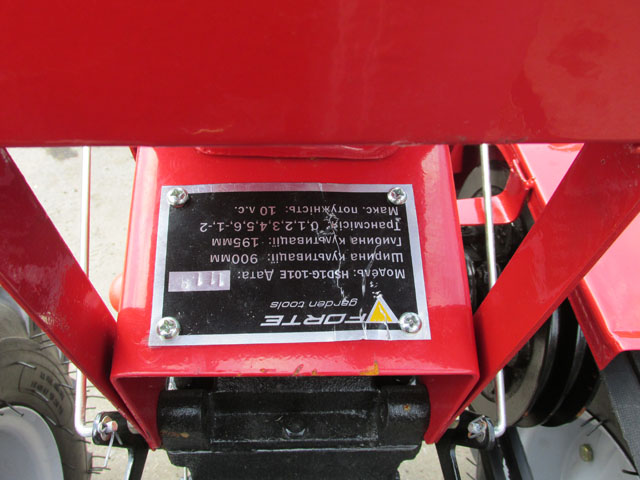 FORTE
garden tools
Модель: HSD1G-101E Дата: 1118
Ширина культивації: 900мм
Глибина культивації: 195мм
Трансмісія: 0,1,2,3,4,5,6,-1,-2
Макс. потужність: 10 л.с.